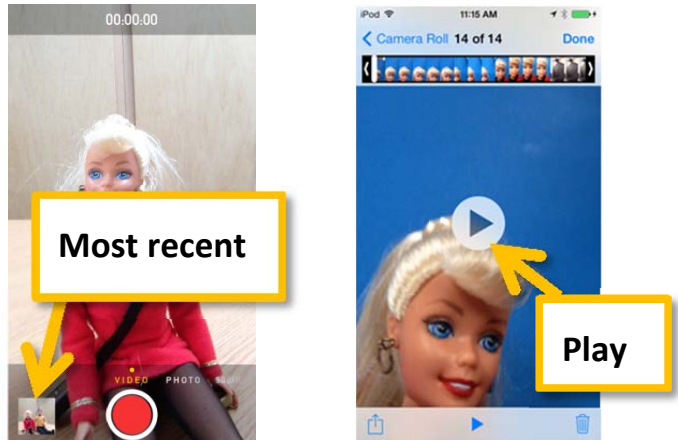 00:00:00
Most recent
VIDEO PHOTO
iPod 11:15 AM
Camera Roll 14 of 14 Done
Play